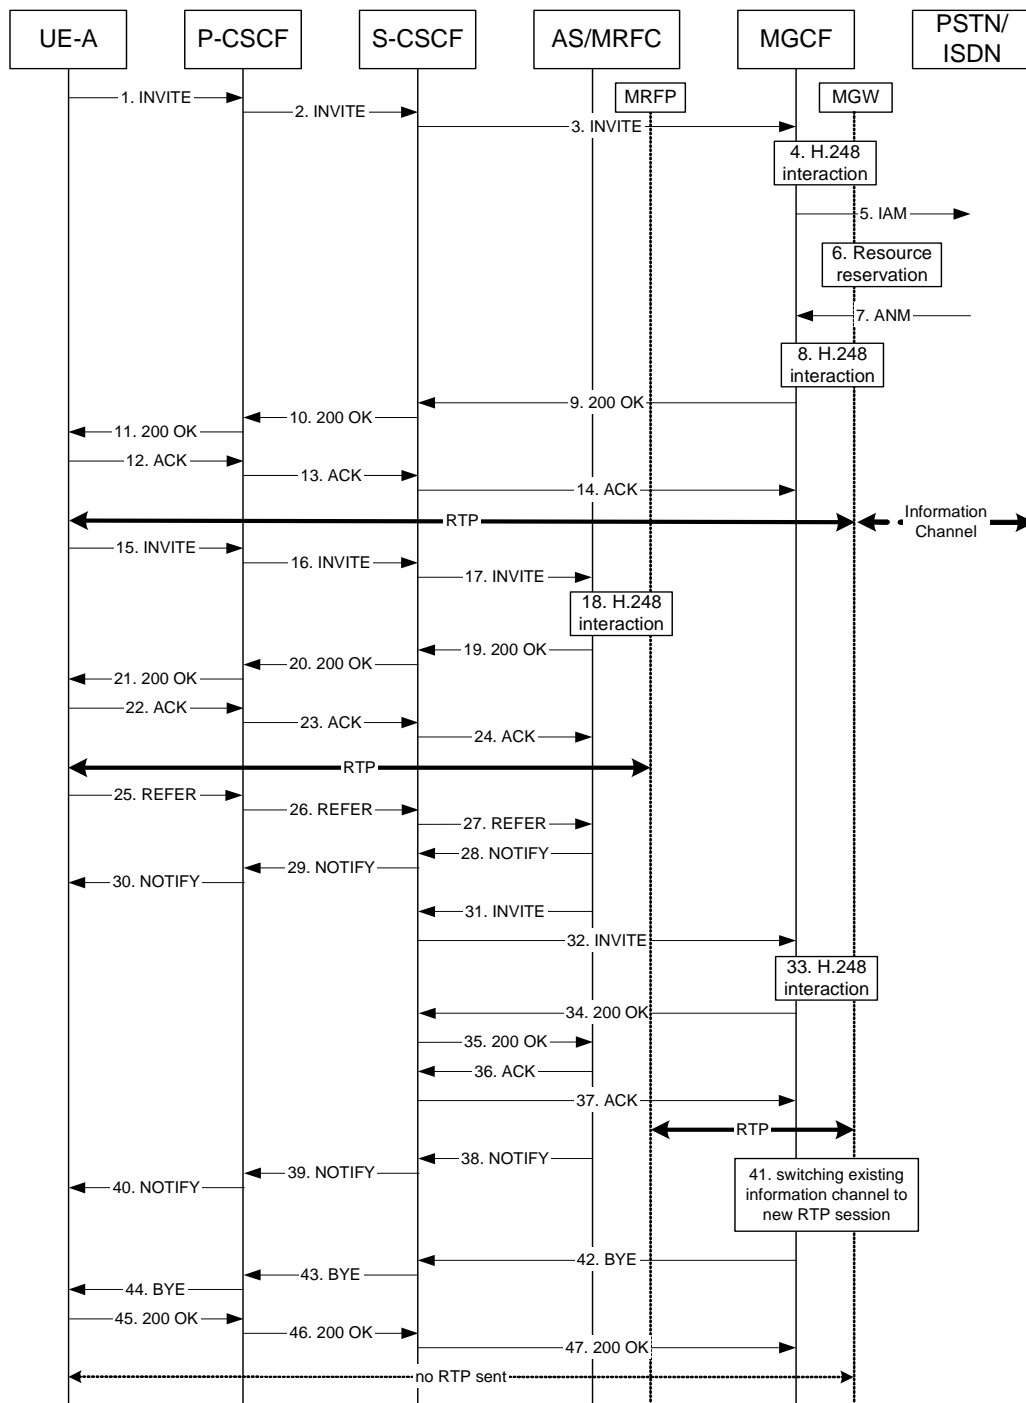 UE-A
P-CSCF
S-CSCF
AS/MRFC
MGCF
PSTN/
ISDN
MRFP
MGW
1. INVITE
2. INVITE
3. INVITE
4. H.248
interaction
5. IAM
6. Resource
reservation
7. ANM
8. H.248
interaction
9. 200 OK
10. 200 OK
11. 200 OK
12. ACK
13. ACK
14. ACK
RTP
Information
Channel
15. INVITE
16. INVITE
17. INVITE
18. H.248
interaction
19. 200 OK
20. 200 OK
21. 200 OK
22. ACK
23. ACK
24. ACK
RTP
25. REFER
26. REFER
27. REFER
28. NOTIFY
29. NOTIFY
30. NOTIFY
31. INVITE
32. INVITE
33. H.248
interaction
34. 200 OK
35. 200 OK
36. ACK
37. ACK
RTP
38. NOTIFY
39. NOTIFY
40. NOTIFY
41. switching existing
information channel to
new RTP session
42. BYE
43. BYE
44. BYE
45. 200 OK
46. 200 OK
47. 200 OK
no RTP sent